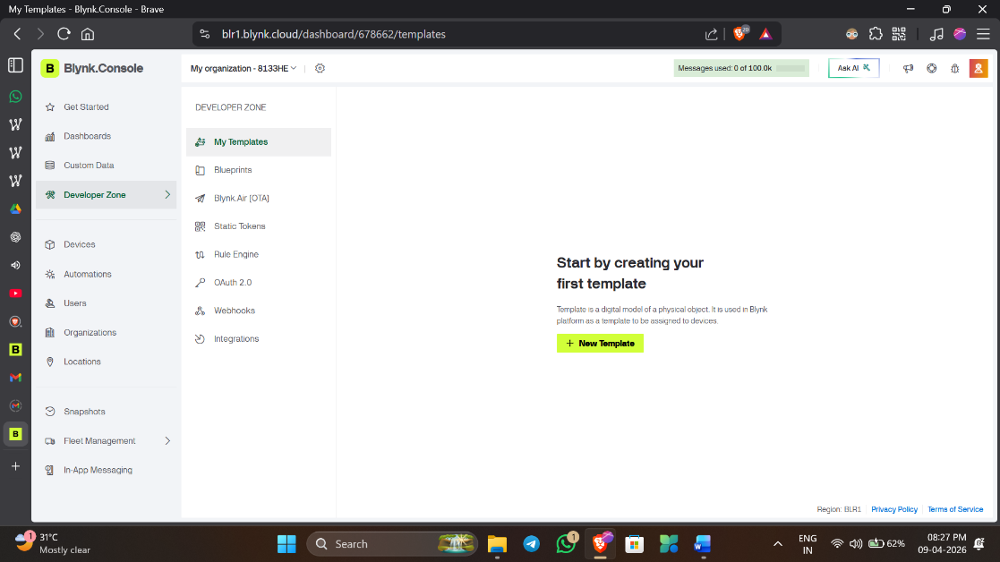 My Templates - Blynk.Console - Brave
blr1.blynk.cloud/dashboard/678662/templates
20
B
Blynk.Console
My organization - 8133HE
Messages used: 0 of 100.0k
Ask AI
Get Started
Dashboards
Custom Data
Developer Zone
Devices
Automations
Users
Organizations
Locations
Snapshots
Fleet Management
In-App Messaging
DEVELOPER ZONE
My Templates
Blueprints
Blynk.Air [OTA]
Static Tokens
Rule Engine
OAuth 2.0
Webhooks
Integrations
Start by creating your
first template
Template is a digital model of a physical object. It is used in Blynk
platform as a template to be assigned to devices.
+ New Template
Region: BLR1 Privacy Policy Terms of Service
B
B
1
31°C
Mostly clear
Search
1
W
ENG
IN
62%
08:27 PM
09-04-2026